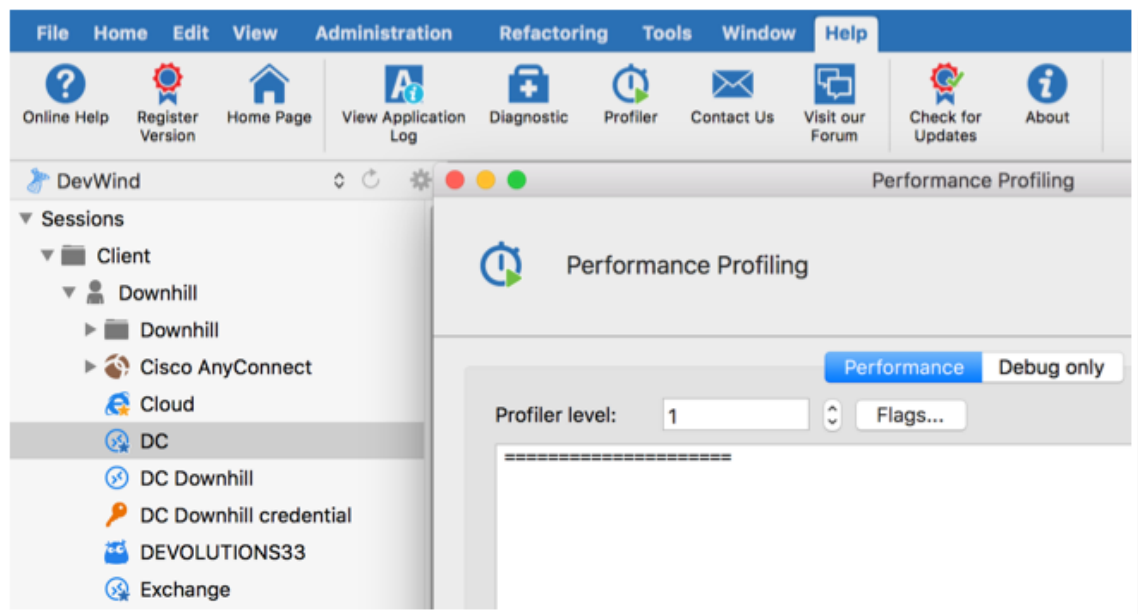 File Home Edit View Administration Refactoring Tools Window Help
Online Help Register Version Home Page View Application Log Diagnostic Profiler Contact Us Visit our Forum Check for Updates About
DevWind
Performance Profiling
Sessions
Client
Downhill
Downhill
Cisco AnyConnect
Cloud
DC
DC Downhill
DC Downhill credential
DEVOLUTIONS33
Exchange
Performance Profiling
Performance Debug only
Profiler level: 1 Flags...
=====================